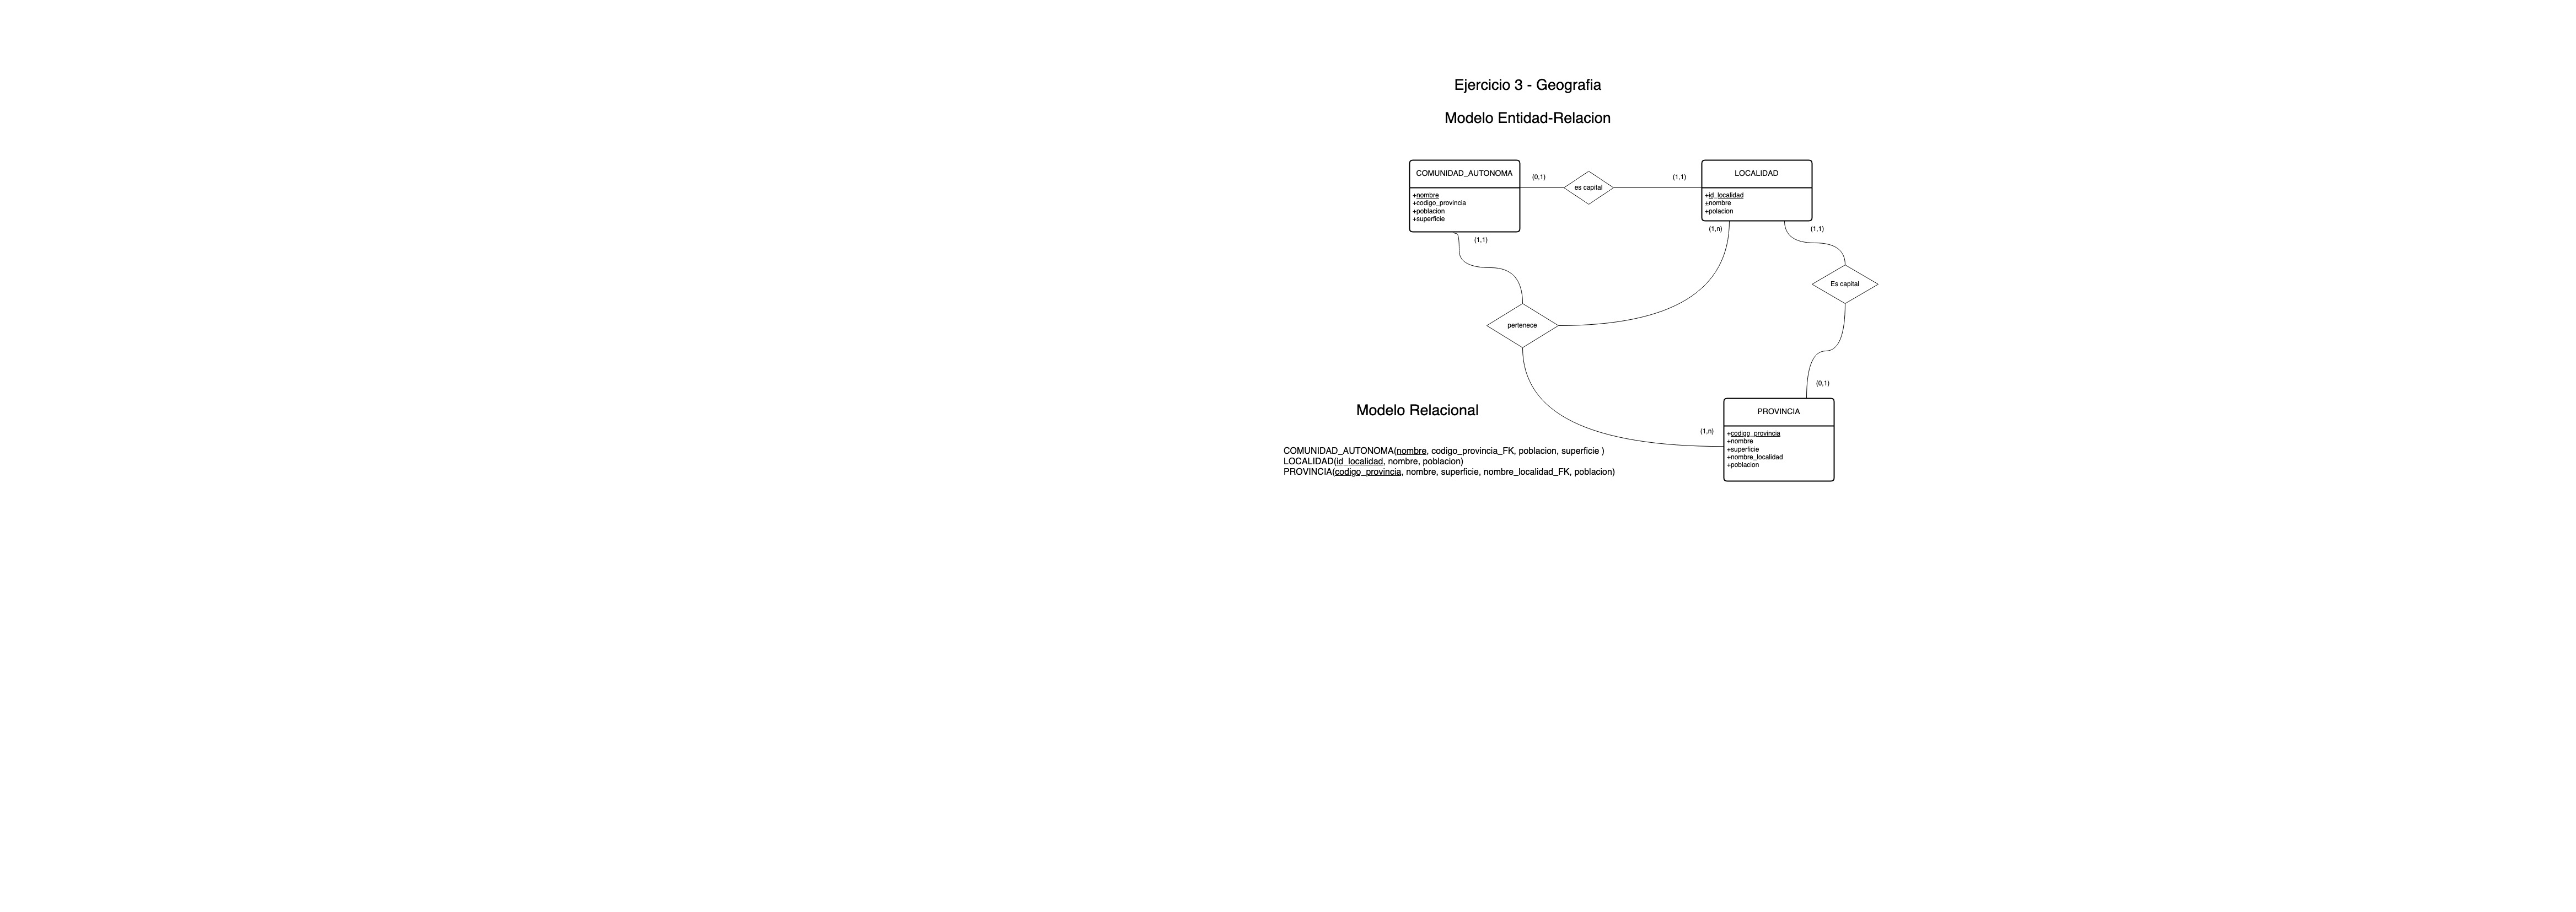 Ejercicio 3 - Geografia
Modelo Entidad-Relacion
COMUNIDAD_AUTONOMA
+nombre
+codigo_provincia
+poblacion
+superficie
(0,1)
es capital
(1,1)
LOCALIDAD
+id_localidad
+nombre
+polacion
(1,1)
(1,n)
(1,1)
Es capital
pertenece
(0,1)
PROVINCIA
+codigo_provincia
+nombre
+superficie
+nombre_localidad
+poblacion
(1,n)
Modelo Relacional
COMUNIDAD_AUTONOMA(nombre, codigo_provincia_FK, poblacion, superficie )
LOCALIDAD(id_localidad, nombre, poblacion)
PROVINCIA(codigo_provincia, nombre, superficie, nombre_localidad_FK, poblacion)